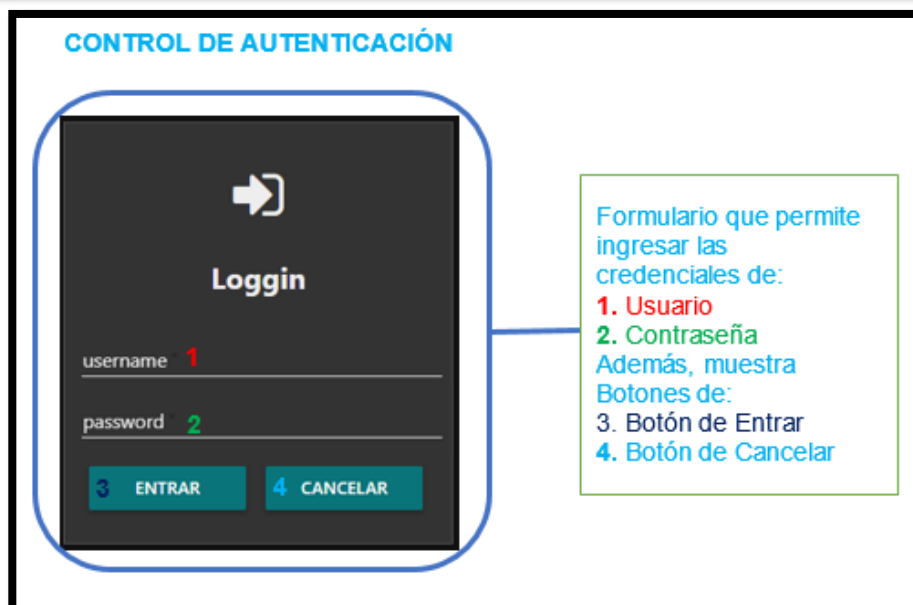 CONTROL DE AUTENTICACIÓN
Loggin
username * 1
password * 2
3 ENTRAR
4 CANCELAR
Formulario que permite
ingresar las
credenciales de:
1. Usuario
2. Contraseña
Además, muestra
Botones de:
3. Botón de Entrar
4. Botón de Cancelar